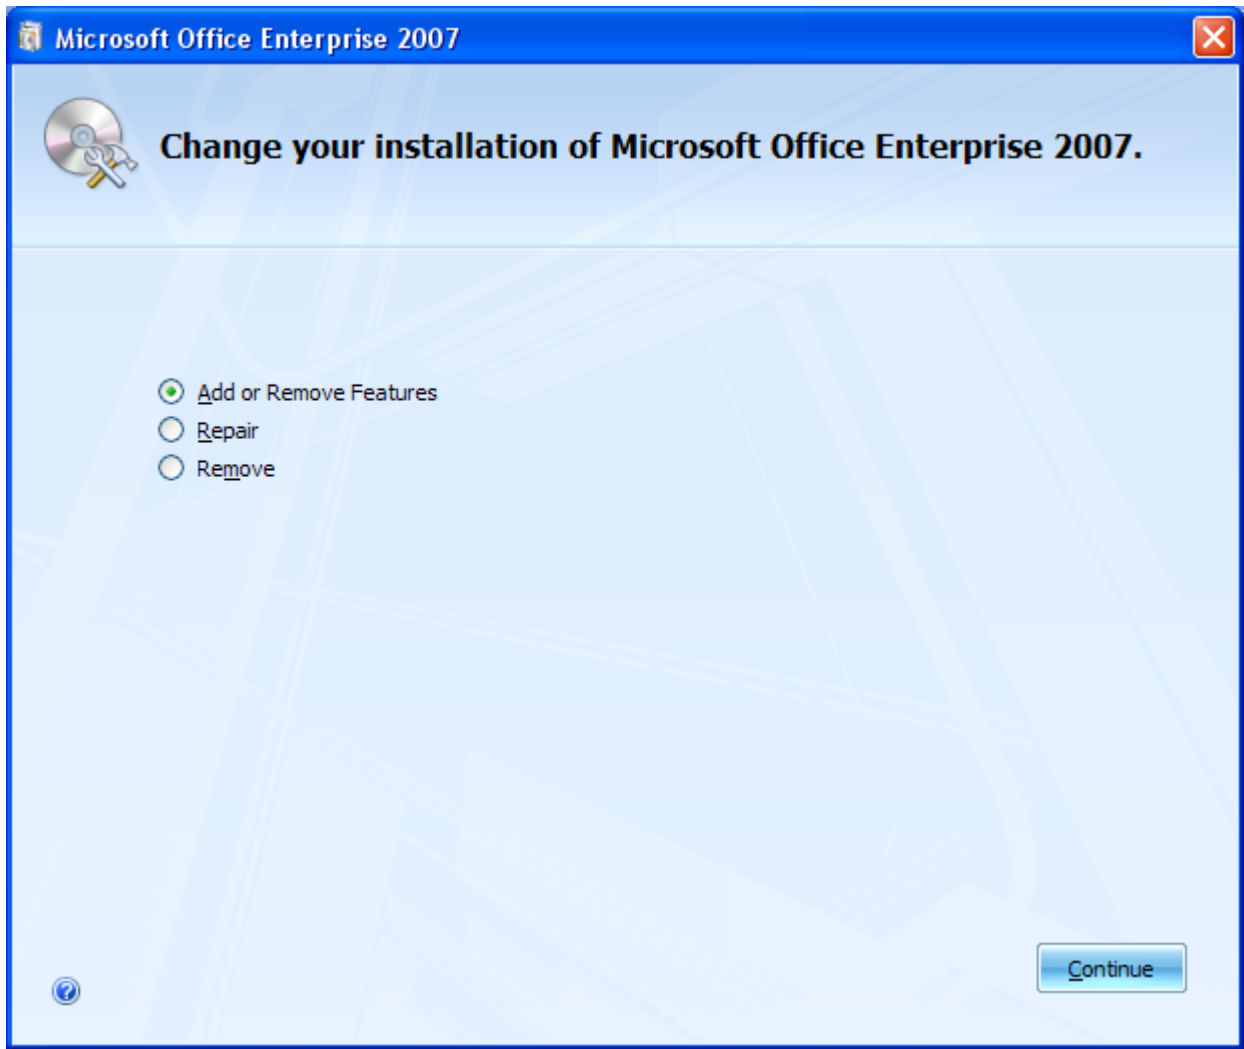 Microsoft Office Enterprise 2007
Change your installation of Microsoft Office Enterprise 2007.
Add or Remove Features
Repair
Remove
Continue